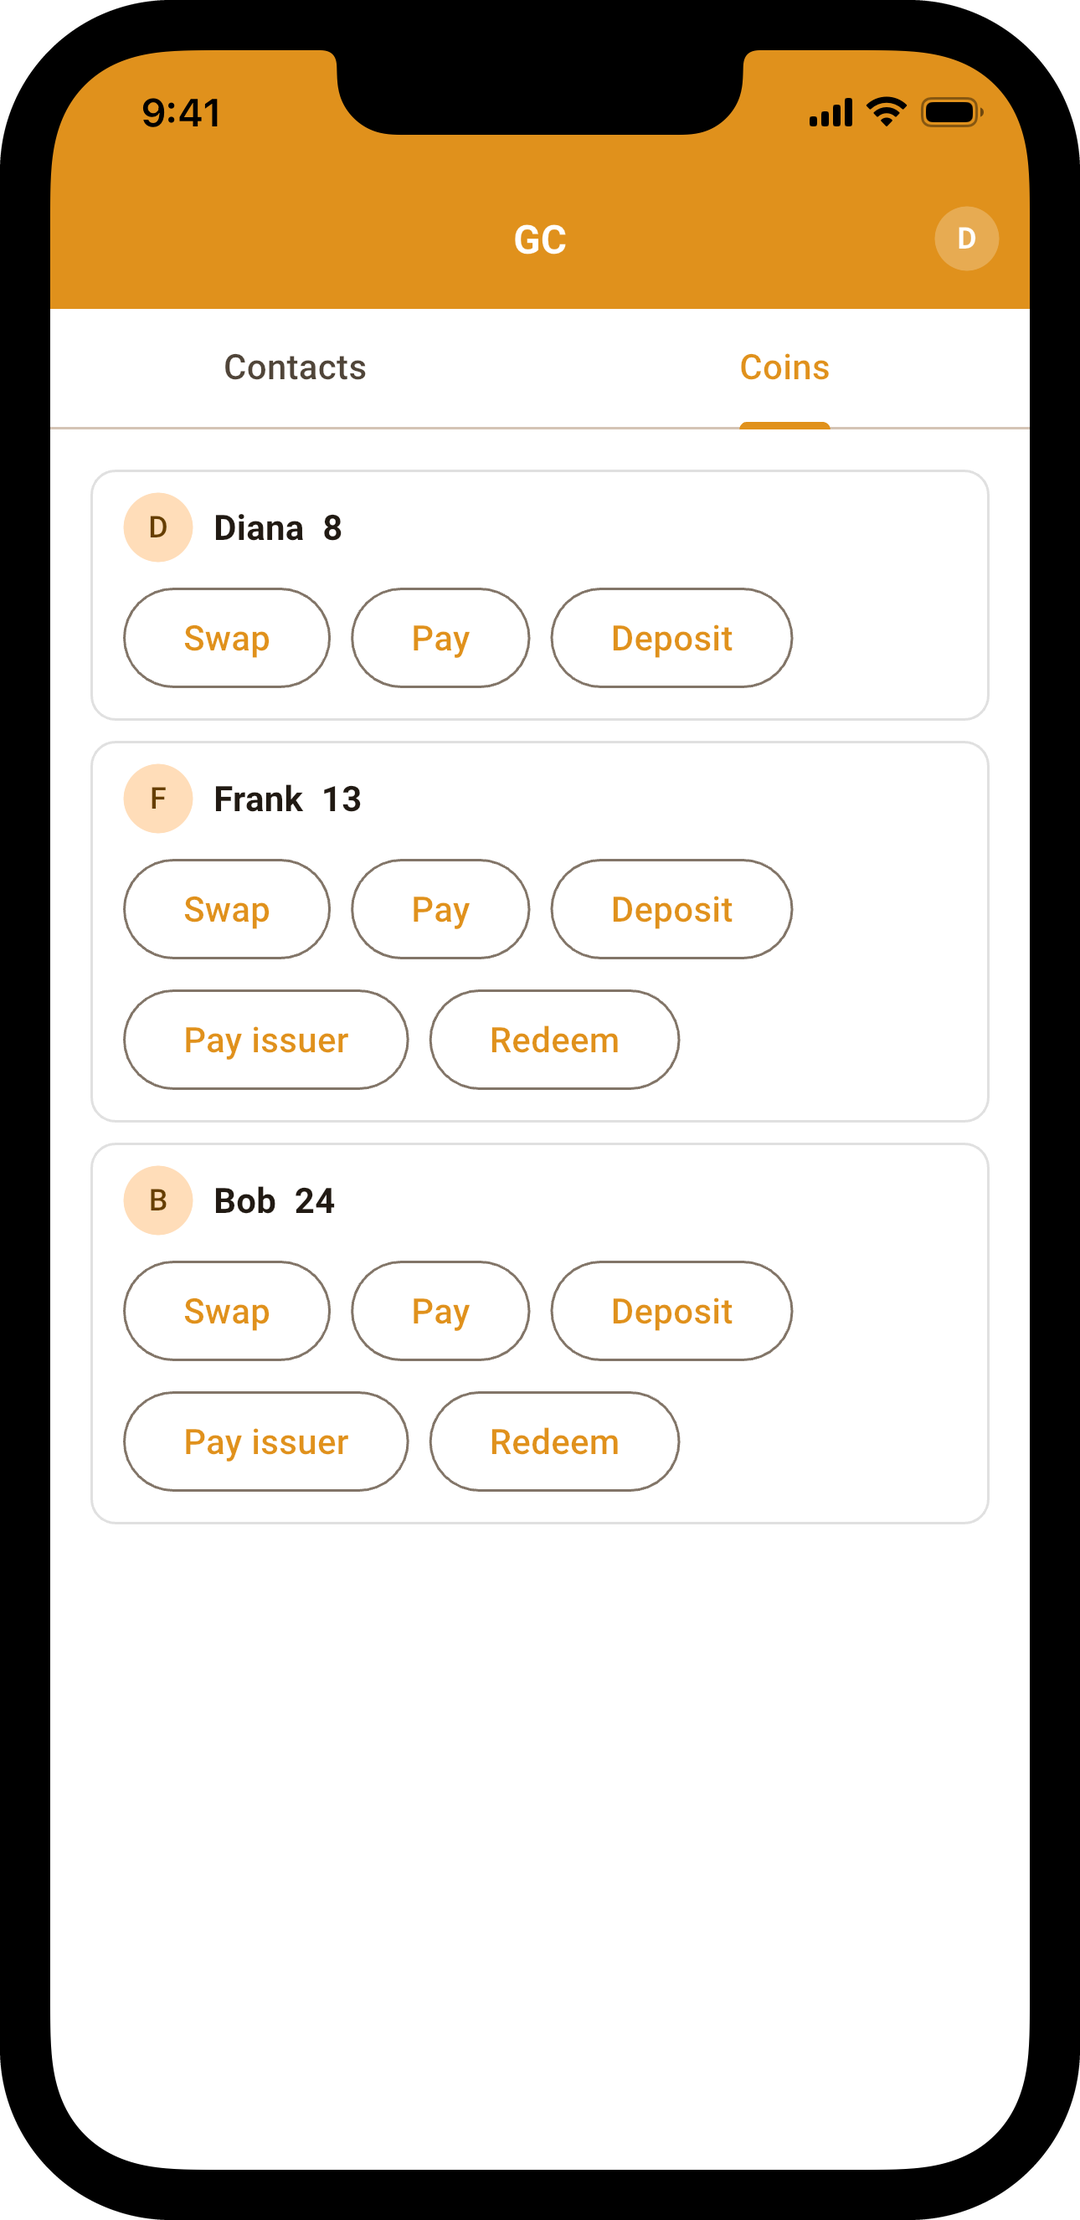 9:41
GC
D
Contacts Coins
D Diana 8
Swap Pay Deposit
F Frank 13
Swap Pay Deposit
Pay issuer Redeem
B Bob 24
Swap Pay Deposit
Pay issuer Redeem